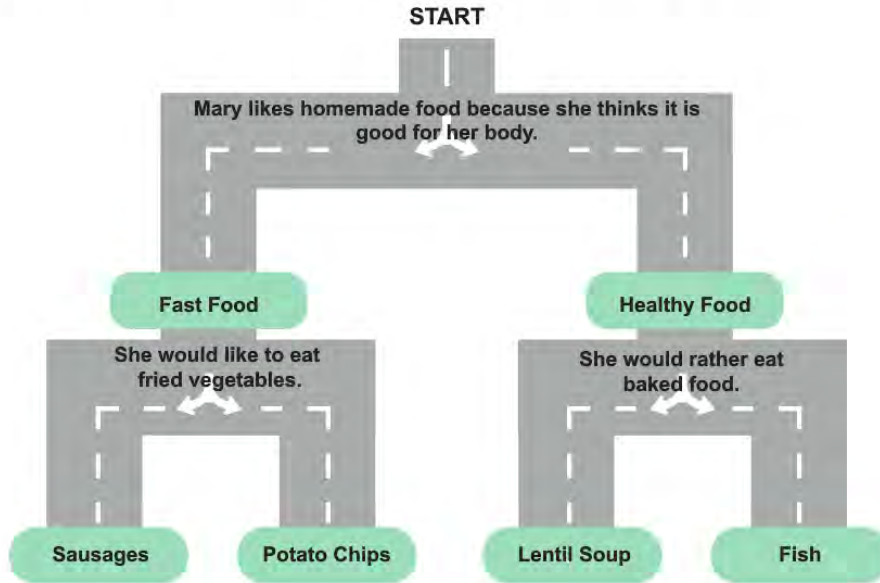 START
Mary likes homemade food because she thinks it is
good for her body.
Fast Food
Healthy Food
She would like to eat
fried vegetables.
She would rather eat
baked food.
Sausages
Potato Chips
Lentil Soup
Fish